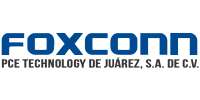 FOXCONN
PCE TECHNOLOGY DE JUÁREZ, S.A. DE C.V.